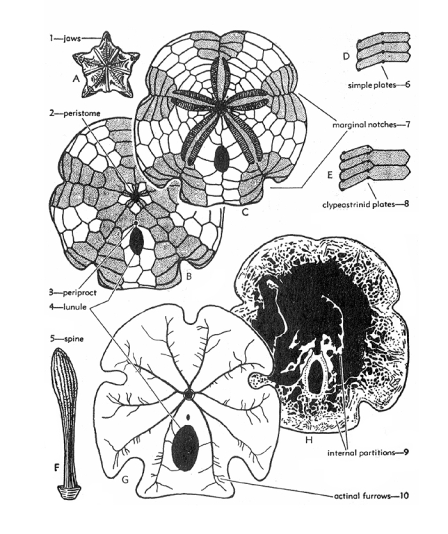 1—jaws
A
D
simple plates—6
2—peristome
marginal notches—7
E
C
clypeastrinid plates—8
B
3—periproct
4—lunule
5—spine
F
G
H
internal partitions—9
actinal furrows—10